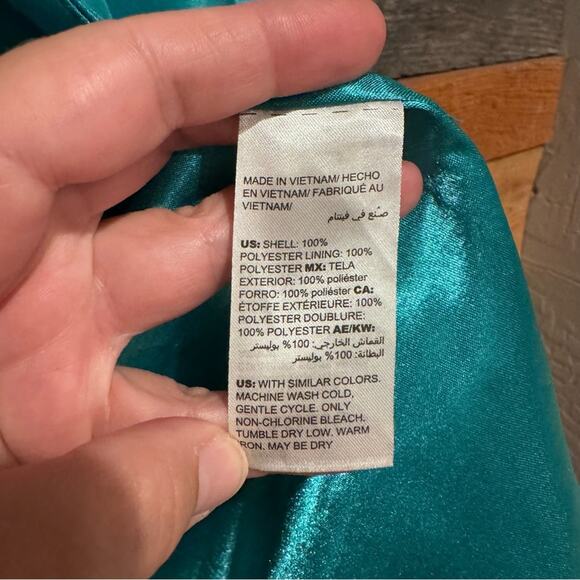 MADE IN VIETNAM/ HECHO
EN VIETNAM/ FABRIQUÉ AU
VIETNAM/
صنع في فيتنام
US: SHELL: 100%
POLYESTER LINING: 100%
POLYESTER MX: TELA
EXTERIOR: 100% poliéster
FORRO: 100% poliéster CA:
ÉTOFFE EXTÉRIEURE: 100%
POLYESTER DOUBLURE:
100% POLYESTER AE/KW:
القماش الخارجي: 100% بوليستر
البطانة: 100% بوليستر
US: WITH SIMILAR COLORS.
MACHINE WASH COLD,
GENTLE CYCLE. ONLY
NON-CHLORINE BLEACH.
TUMBLE DRY LOW. WARM
IRON. MAY BE DRY